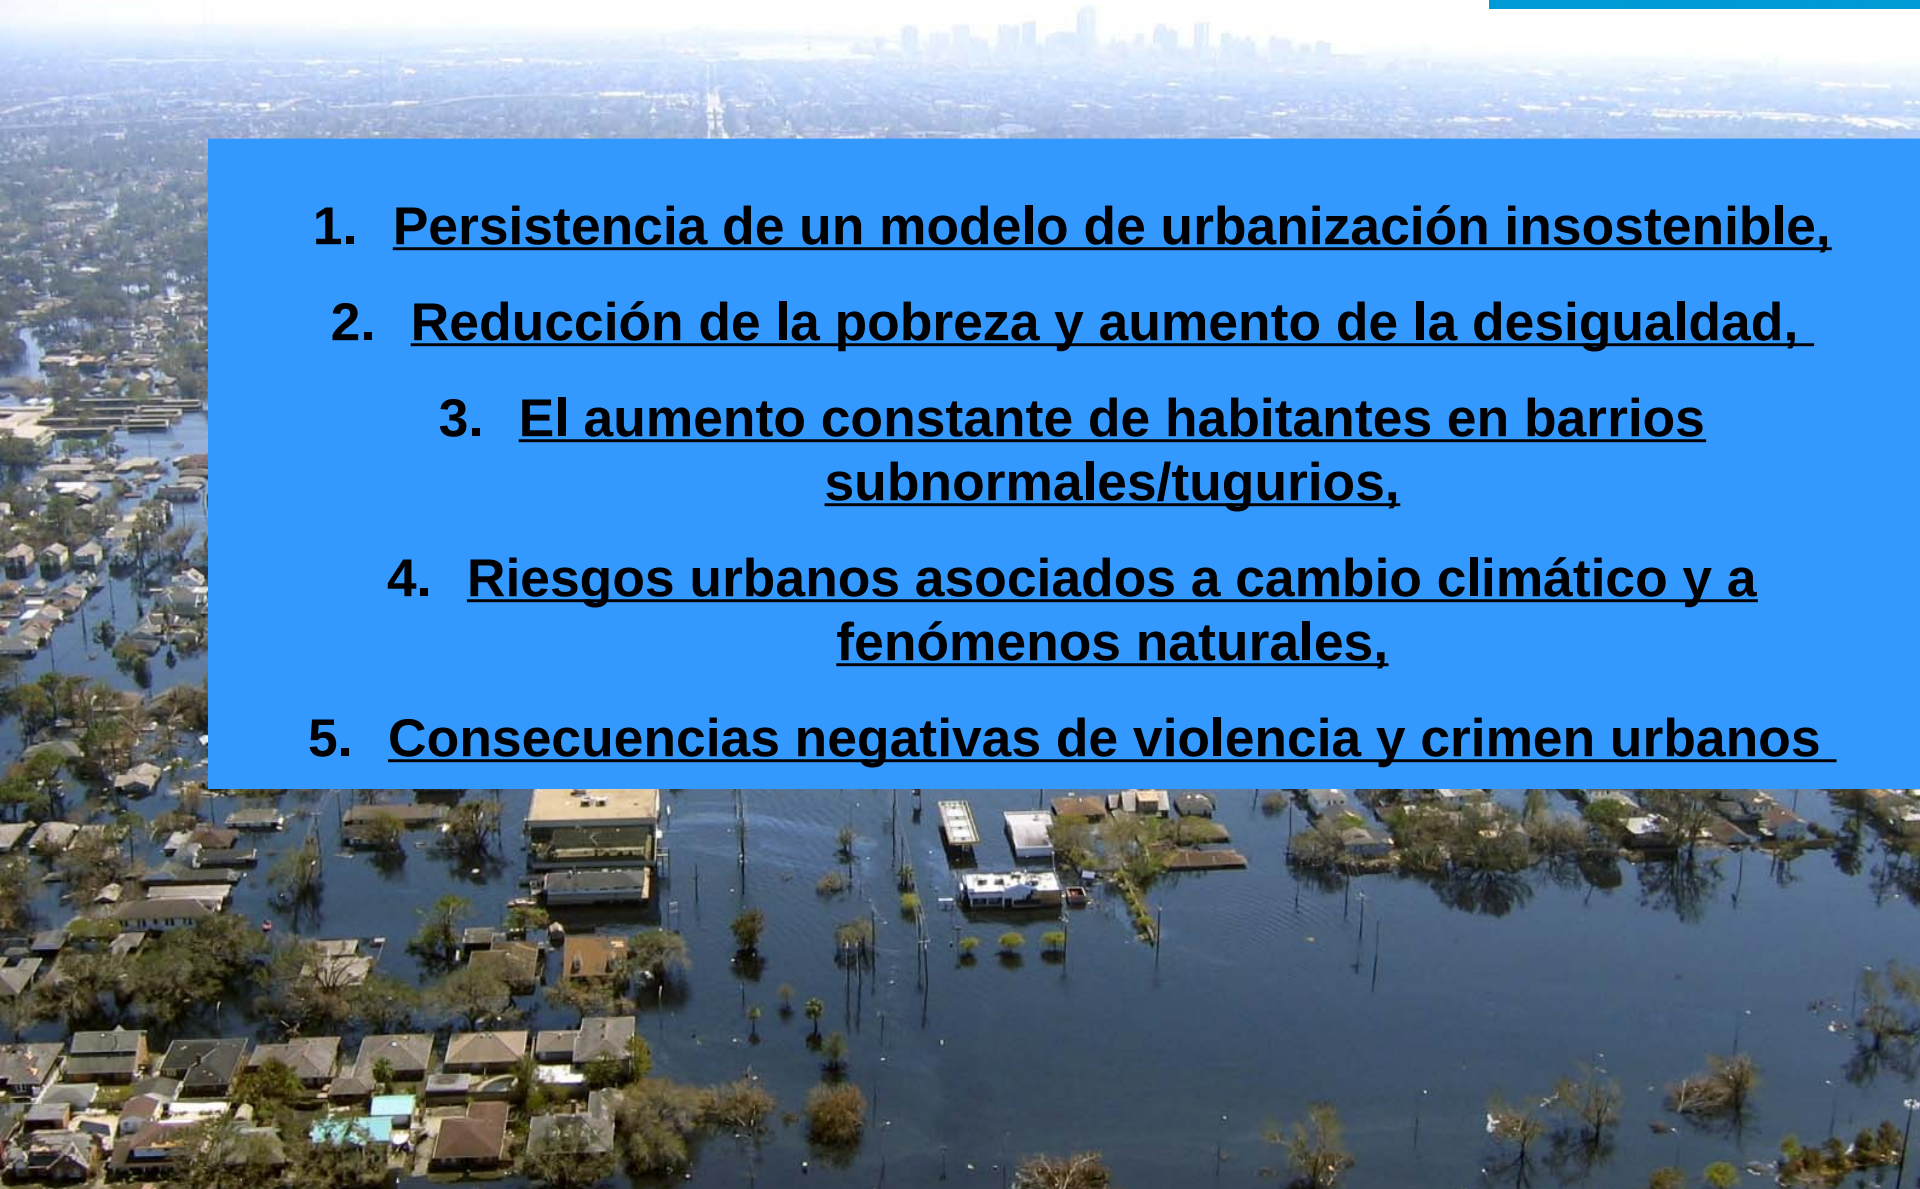 1. Persistencia de un modelo de urbanización insostenible,
2. Reducción de la pobreza y aumento de la desigualdad,
3. El aumento constante de habitantes en barrios
subnormales/tugurios,
4. Riesgos urbanos asociados a cambio climático y a
fenómenos naturales,
5. Consecuencias negativas de violencia y crimen urbanos